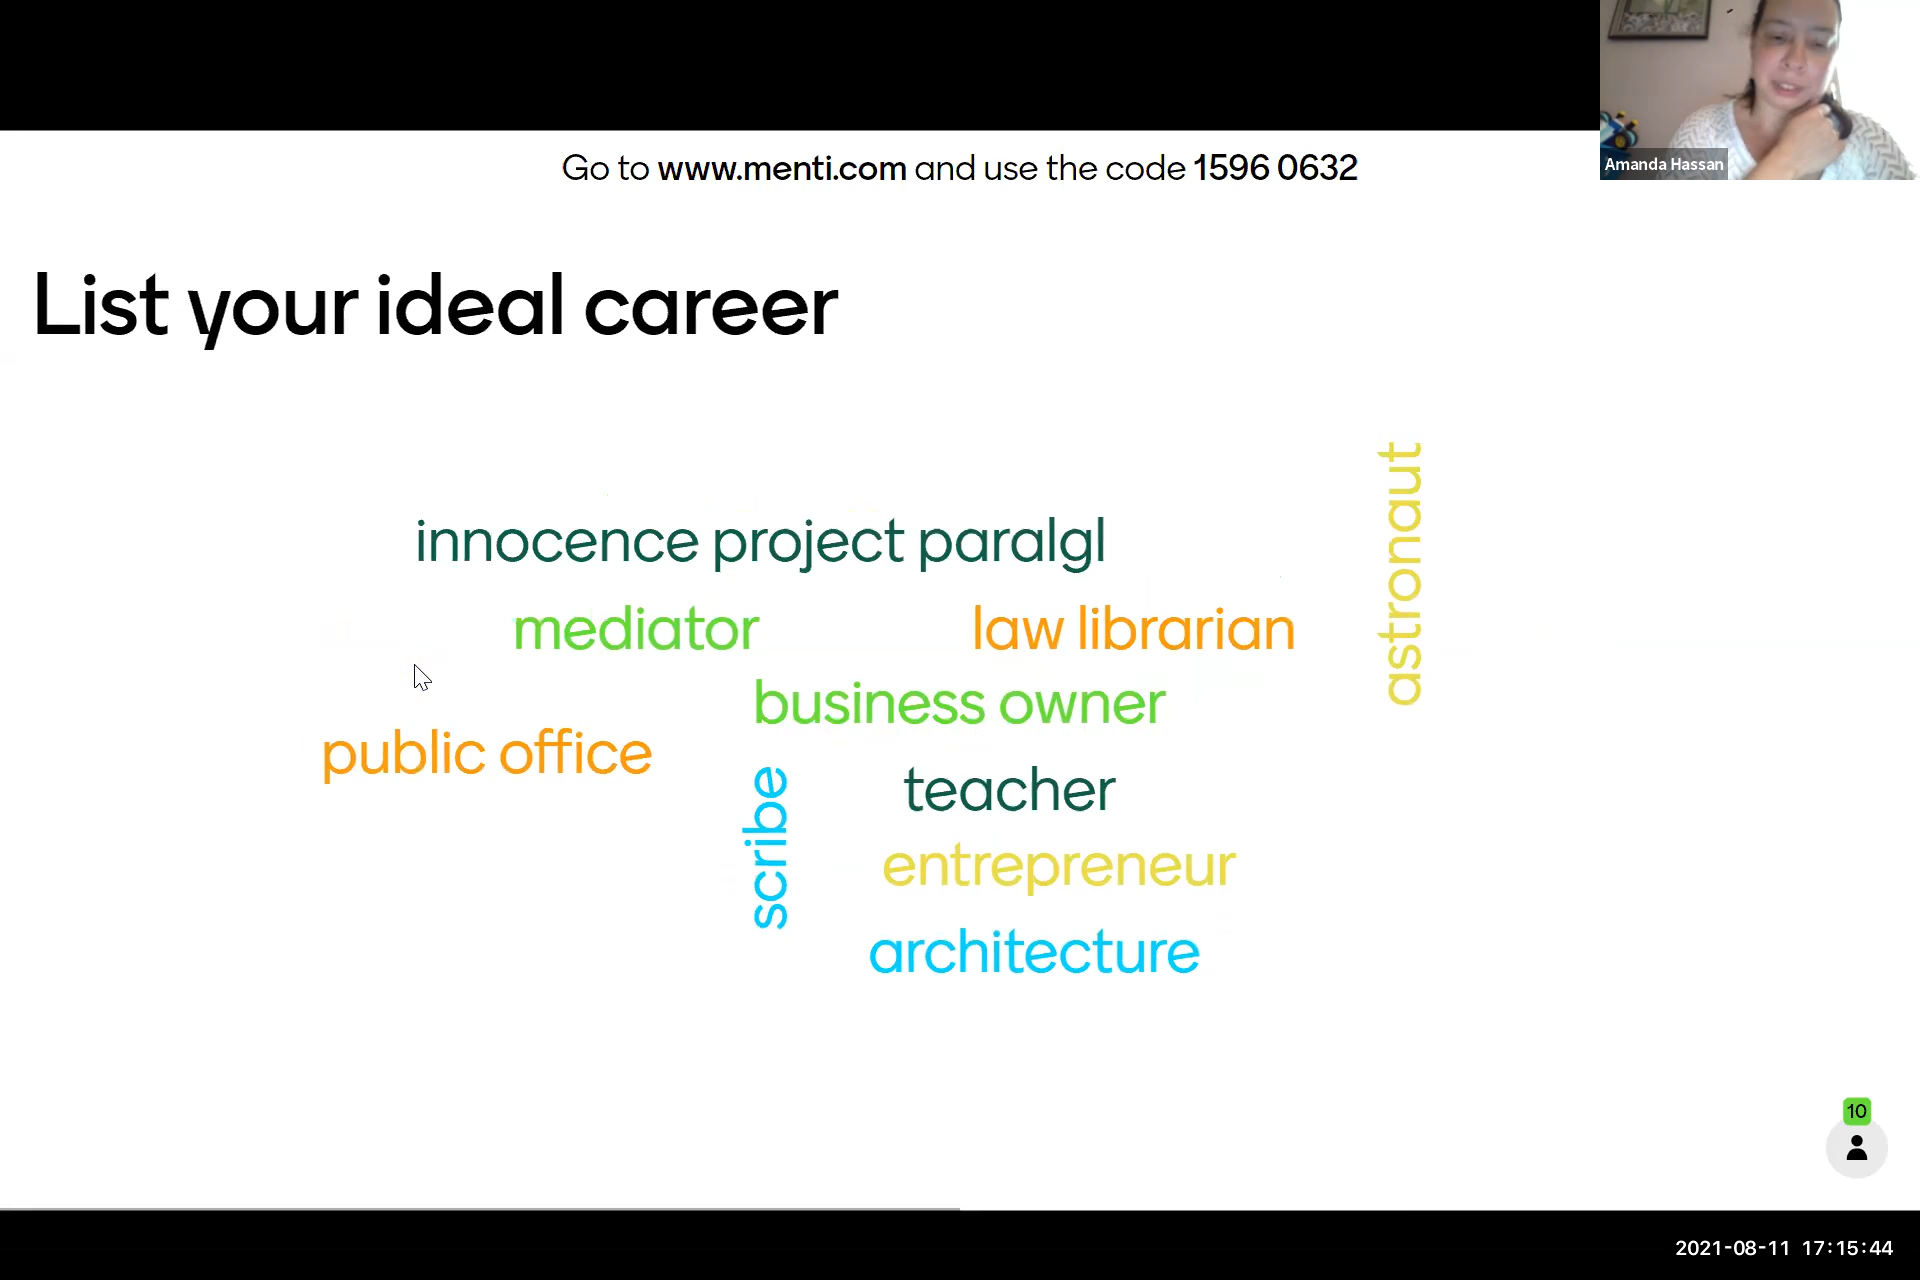 Go to www.menti.com and use the code 1596 0632
Amanda Hassan
List your ideal career
astronaut
innocence project paralgl
mediator
law librarian
business owner
public office
scribe
teacher
entrepreneur
architecture
10
2021-08-11 17:15:44